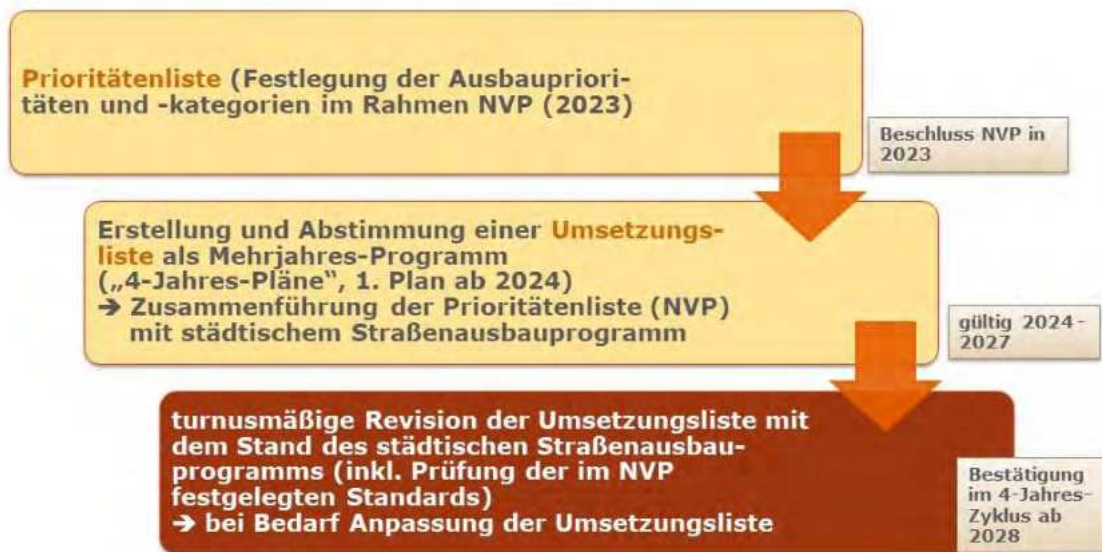 Prioritätenliste (Festlegung der Ausbaupriori-
täten und -kategorien im Rahmen NVP (2023)
Beschluss NVP in
2023
Erstellung und Abstimmung einer Umsetzungs-
liste als Mehrjahres-Programm
(„4-Jahres-Pläne“, 1. Plan ab 2024)
➔ Zusammenführung der Prioritätenliste (NVP)
mit städtischem Straßenausbauprogramm
gültig 2024-
2027
turnusmäßige Revision der Umsetzungsliste mit
dem Stand des städtischen Straßenausbau-
programms (inkl. Prüfung der im NVP
festgelegten Standards)
➔ bei Bedarf Anpassung der Umsetzungsliste
Bestätigung
im 4-Jahres-
Zyklus ab
2028